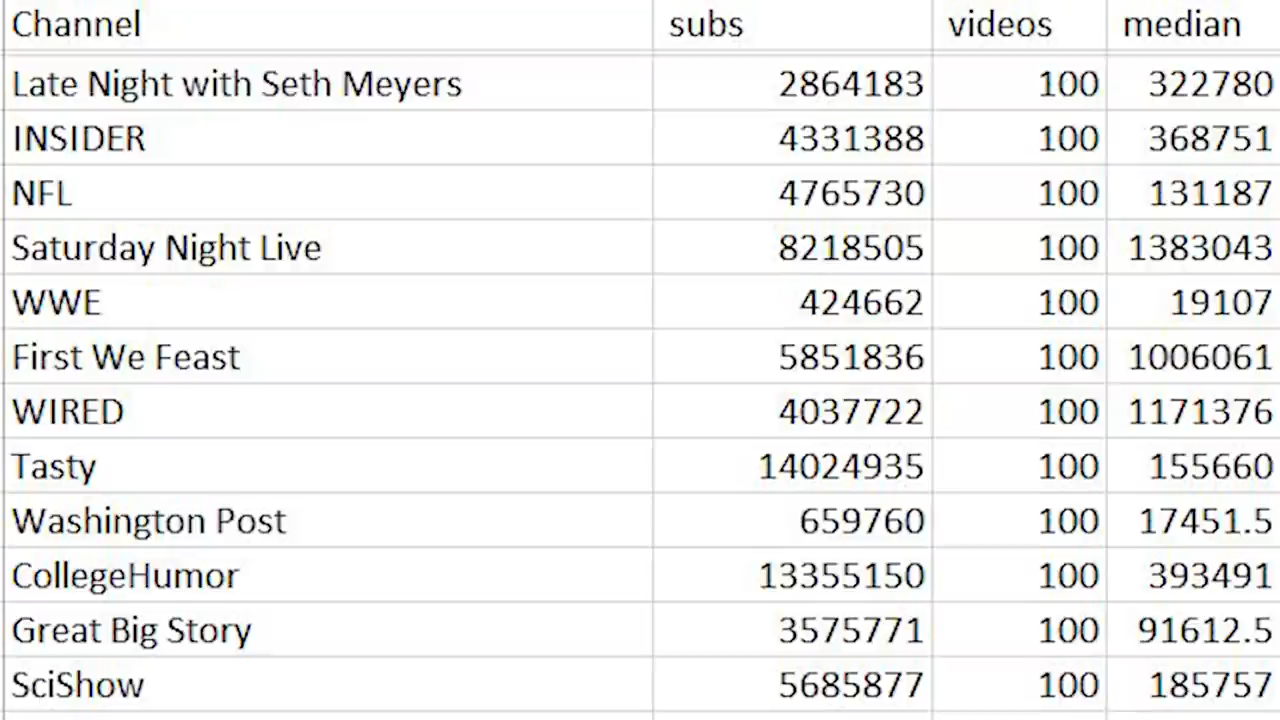 Channel subs videos median
Late Night with Seth Meyers 2864183 100 322780
INSIDER 4331388 100 368751
NFL 4765730 100 131187
Saturday Night Live 8218505 100 1383043
WWE 424662 100 19107
First We Feast 5851836 100 1006061
WIRED 4037722 100 1171376
Tasty 14024935 100 155660
Washington Post 659760 100 17451.5
CollegeHumor 13355150 100 393491
Great Big Story 3575771 100 91612.5
SciShow 5685877 100 185757